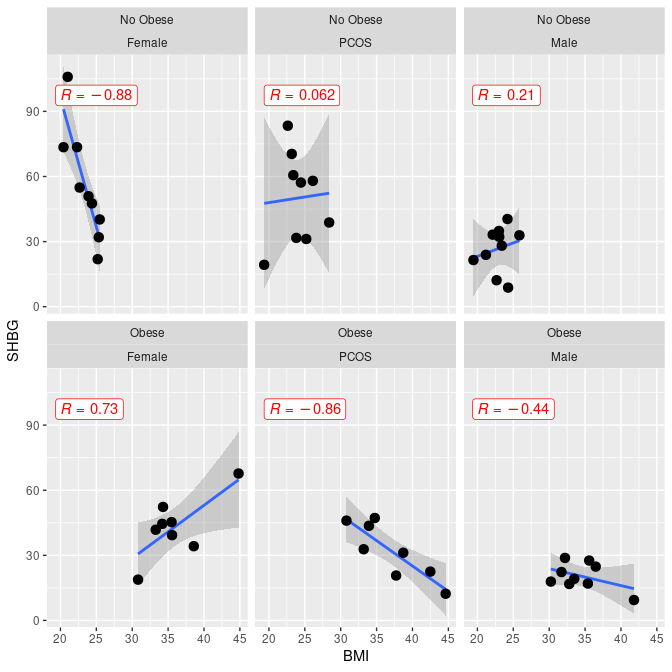 No Obese No Obese No Obese
Female PCOS Male
R = −0.88 R = 0.062 R = 0.21
90
60
30
0
SHBG
Obese Obese Obese
Female PCOS Male
R = 0.73 R = −0.86 R = −0.44
90
60
30
0
20 25 30 35 40 45 20 25 30 35 40 45 20 25 30 35 40 45
BMI